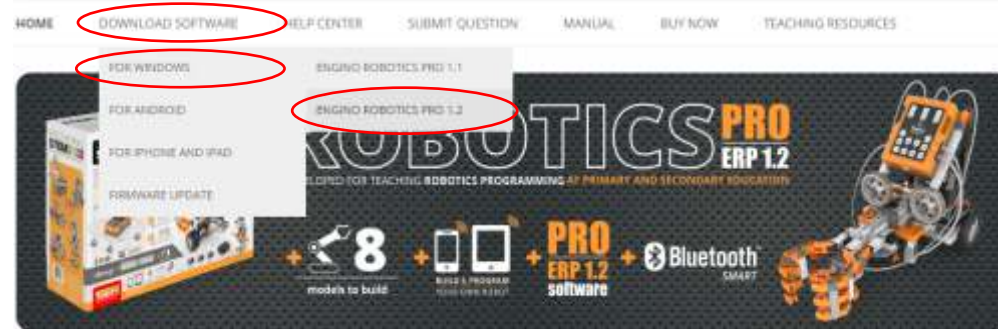 HOME DOWNLOAD SOFTWARE HELP CENTER SUBMIT QUESTION MANUAL BUY NOW TEACHING RESOURCES
FOR WINDOWS ENGINO ROBOTICS PRO 1.1
FOR ANDROID ENGINO ROBOTICS PRO 1.2
FOR IPHONE AND IPAD
FIRMWARE UPDATE
ROBOTICS PRO
ERP 1.2
FOR TEACHING ROBOTICS PROGRAMMING AT PRIMARY AND SECONDARY EDUCATION
+ 8 + + PRO + Bluetooth
ERP 1.2 SMART
models to build BUILD & PROGRAM software
YOUR OWN ROBOT